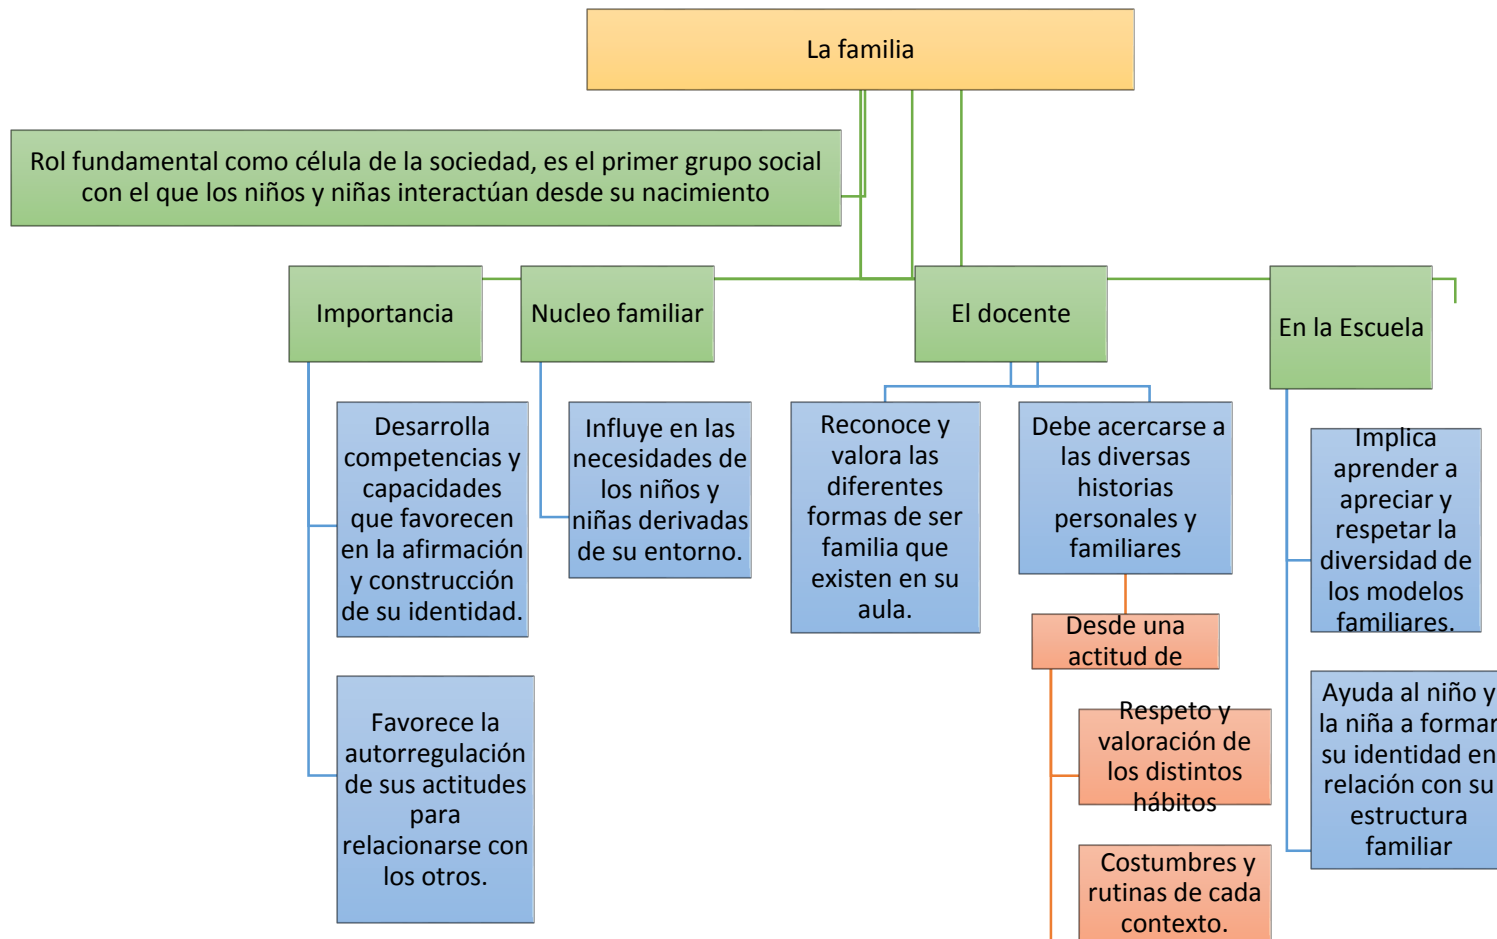 La familia
Rol fundamental como célula de la sociedad, es el primer grupo social
con el que los niños y niñas interactúan desde su nacimiento
Importancia
Desarrolla
competencias y
capacidades
que favorecen
en la afirmación
y construcción
de su identidad.
Favorece la
autorregulación
de sus actitudes
para
relacionarse con
los otros.
Nucleo familiar
Influye en las
necesidades de
los niños y
niñas derivadas
de su entorno.
El docente
Reconoce y
valora las
diferentes
formas de ser
familia que
existen en su
aula.
Debe acercarse a
las diversas
historias
personales y
familiares
Desde una
actitud de
Respeto y
valoración de
los distintos
hábitos
Costumbres y
rutinas de cada
contexto.
En la Escuela
Implica
aprender a
apreciar y
respetar la
diversidad de
los modelos
familiares.
Ayuda al niño y
la niña a formar
su identidad en
relación con su
estructura
familiar